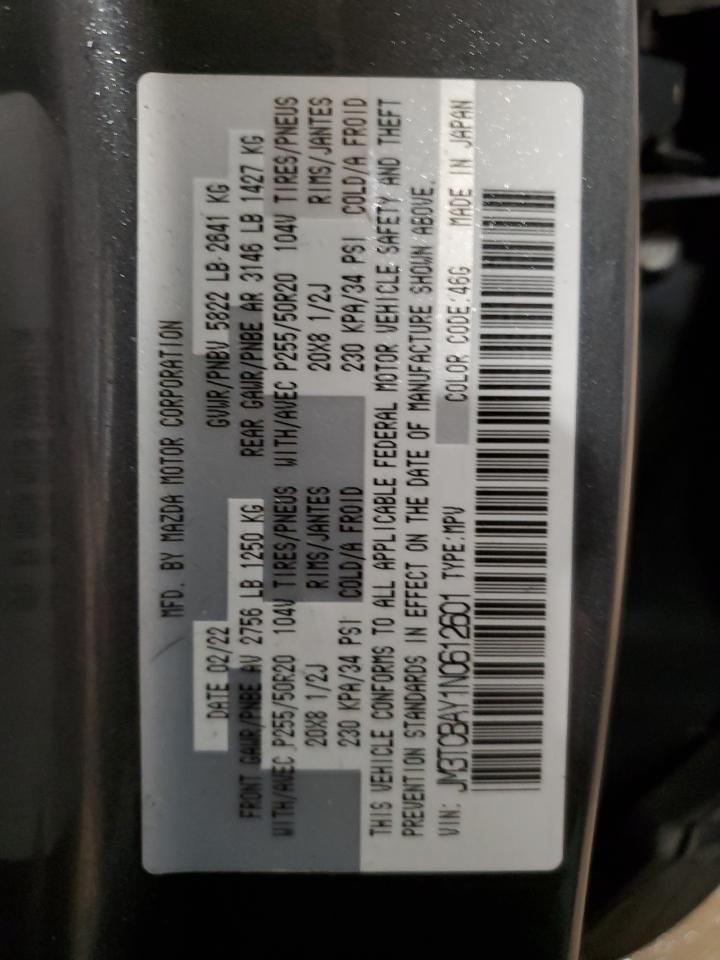 MFD. BY MAZDA MOTOR CORPORATION
DATE 02/22 GVWR/PNBV 5822 LB 2641 KG
FRONT GAWR/PNBE AV 2756 LB 1250 KG REAR GAWR/PNBE AR 3146 LB 1427 KG
WITH/AVEC P255/50R20 104V TIRES/PNEUS WITH/AVEC P255/50R20 104V TIRES/PNEUS
20X8 1/2J RIMS/JANTES 20X8 1/2J RIMS/JANTES
230 KPA/34 PSI COLD/A FROID 230 KPA/34 PSI COLD/A FROID
THIS VEHICLE CONFORMS TO ALL APPLICABLE FEDERAL MOTOR VEHICLE SAFETY AND THEFT
PREVENTION STANDARDS IN EFFECT ON THE DATE OF MANUFACTURE SHOWN ABOVE.
VIN: JM3TCBAY1N0612601 TYPE:MPV COLOR CODE:46G MADE IN JAPAN